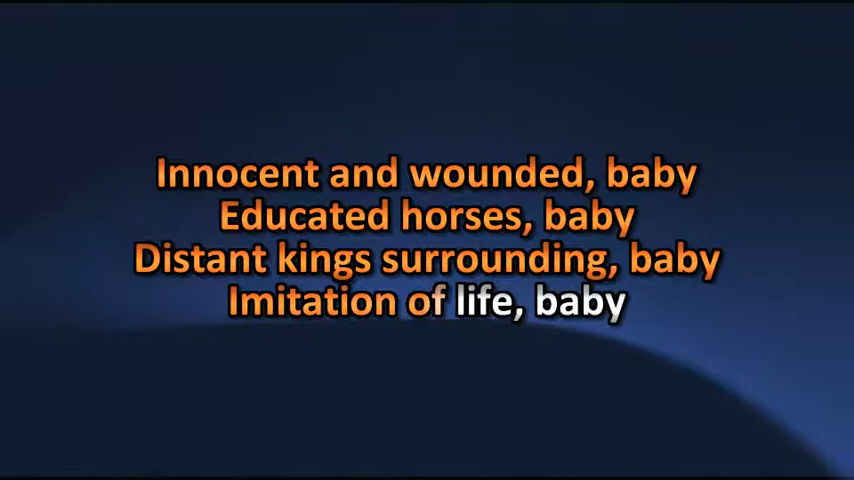 Innocent and wounded, baby
Educated horses, baby
Distant kings surrounding, baby
Imitation of life, baby